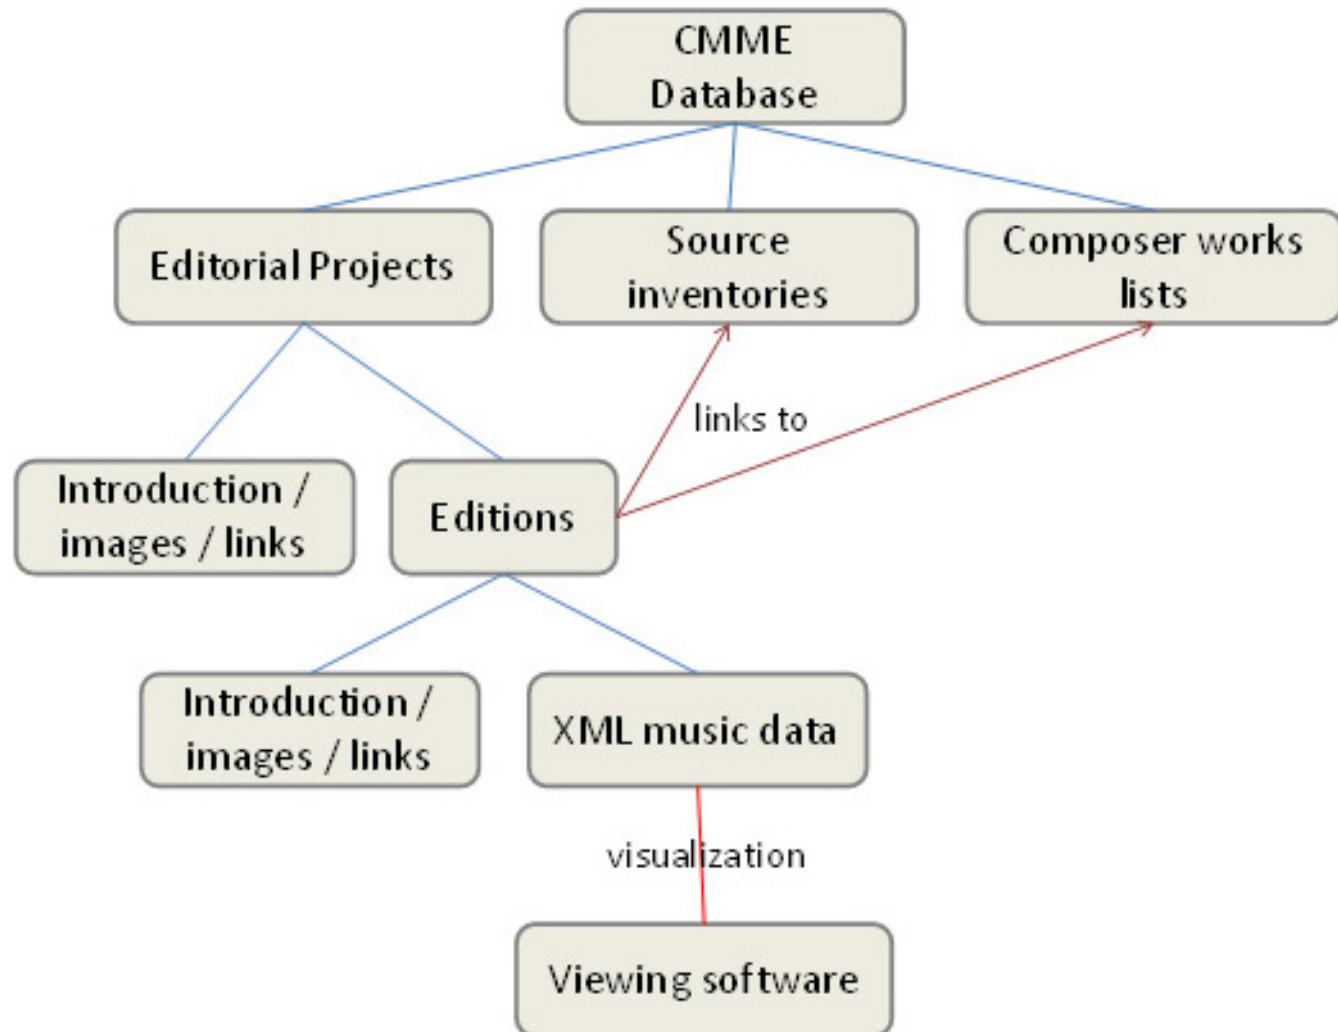 CMME
Database
Editorial Projects
Source
inventories
Composer works
lists
links to
Introduction /
images / links
Editions
Introduction /
images / links
XML music data
visualization
Viewing software